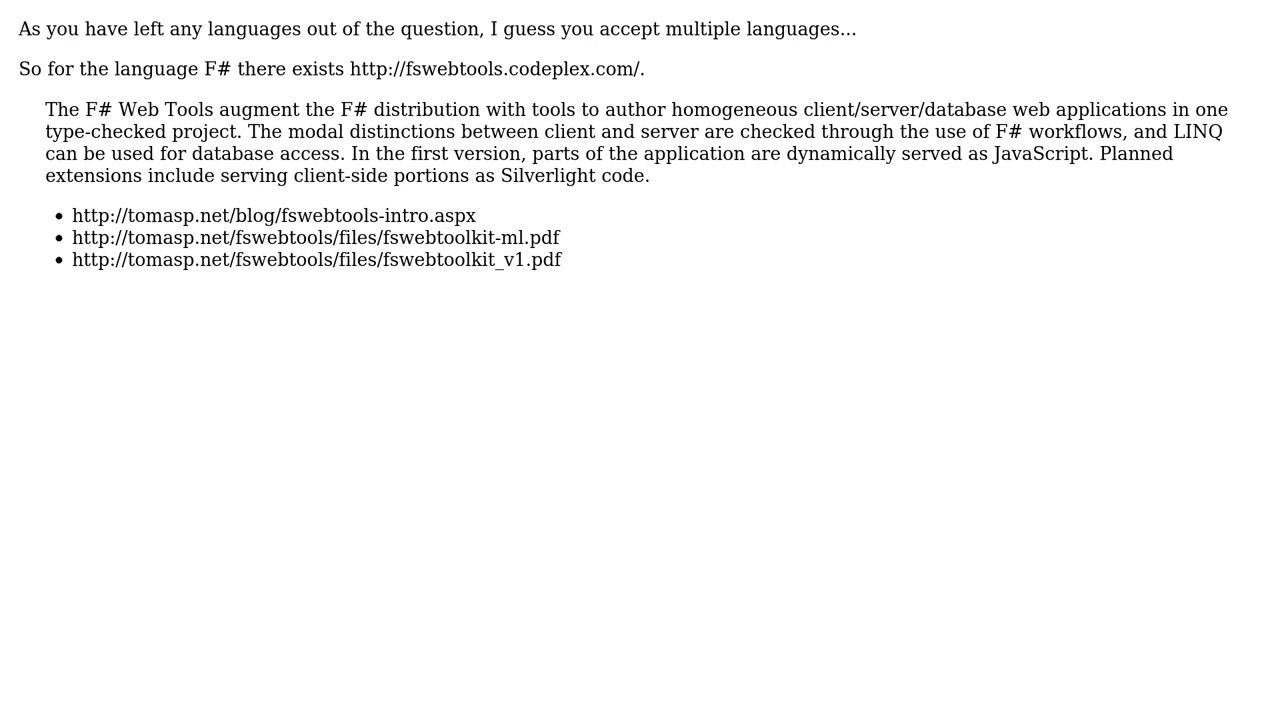 As you have left any languages out of the question, I guess you accept multiple languages...
So for the language F# there exists http://fswebtools.codeplex.com/.
The F# Web Tools augment the F# distribution with tools to author homogeneous client/server/database web applications in one
type-checked project. The modal distinctions between client and server are checked through the use of F# workflows, and LINQ
can be used for database access. In the first version, parts of the application are dynamically served as JavaScript. Planned
extensions include serving client-side portions as Silverlight code.
• http://tomasp.net/blog/fswebtools-intro.aspx
• http://tomasp.net/fswebtools/files/fswebtoolkit-ml.pdf
• http://tomasp.net/fswebtools/files/fswebtoolkit_v1.pdf